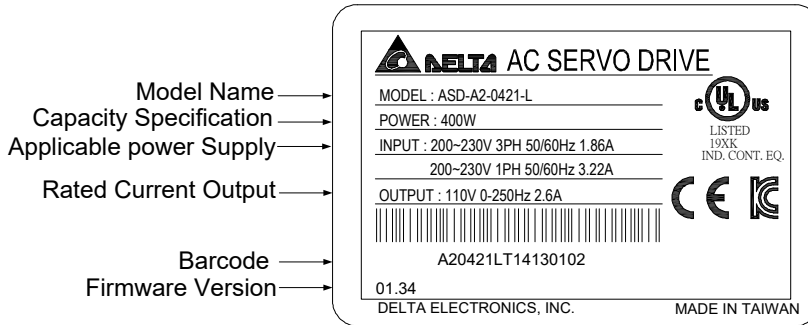 DELTA AC SERVO DRIVE
Model Name
MODEL : ASD-A2-0421-L
Capacity Specification
POWER : 400W
Applicable power Supply
INPUT : 200~230V 3PH 50/60Hz 1.86A
200~230V 1PH 50/60Hz 3.22A
Rated Current Output
OUTPUT : 110V 0-250Hz 2.6A
C UL US
LISTED
19XK
IND. CONT. EQ.
CE
Barcode
A20421LT14130102
Firmware Version
01.34
DELTA ELECTRONICS, INC.
MADE IN TAIWAN